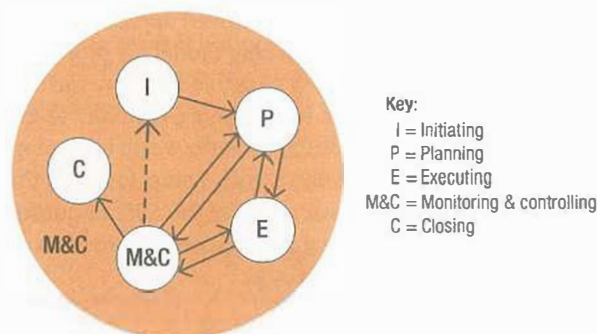 I
P
C
E
M&C
M&C
Key:
I = Initiating
P = Planning
E = Executing
M&C = Monitoring & controlling
C = Closing